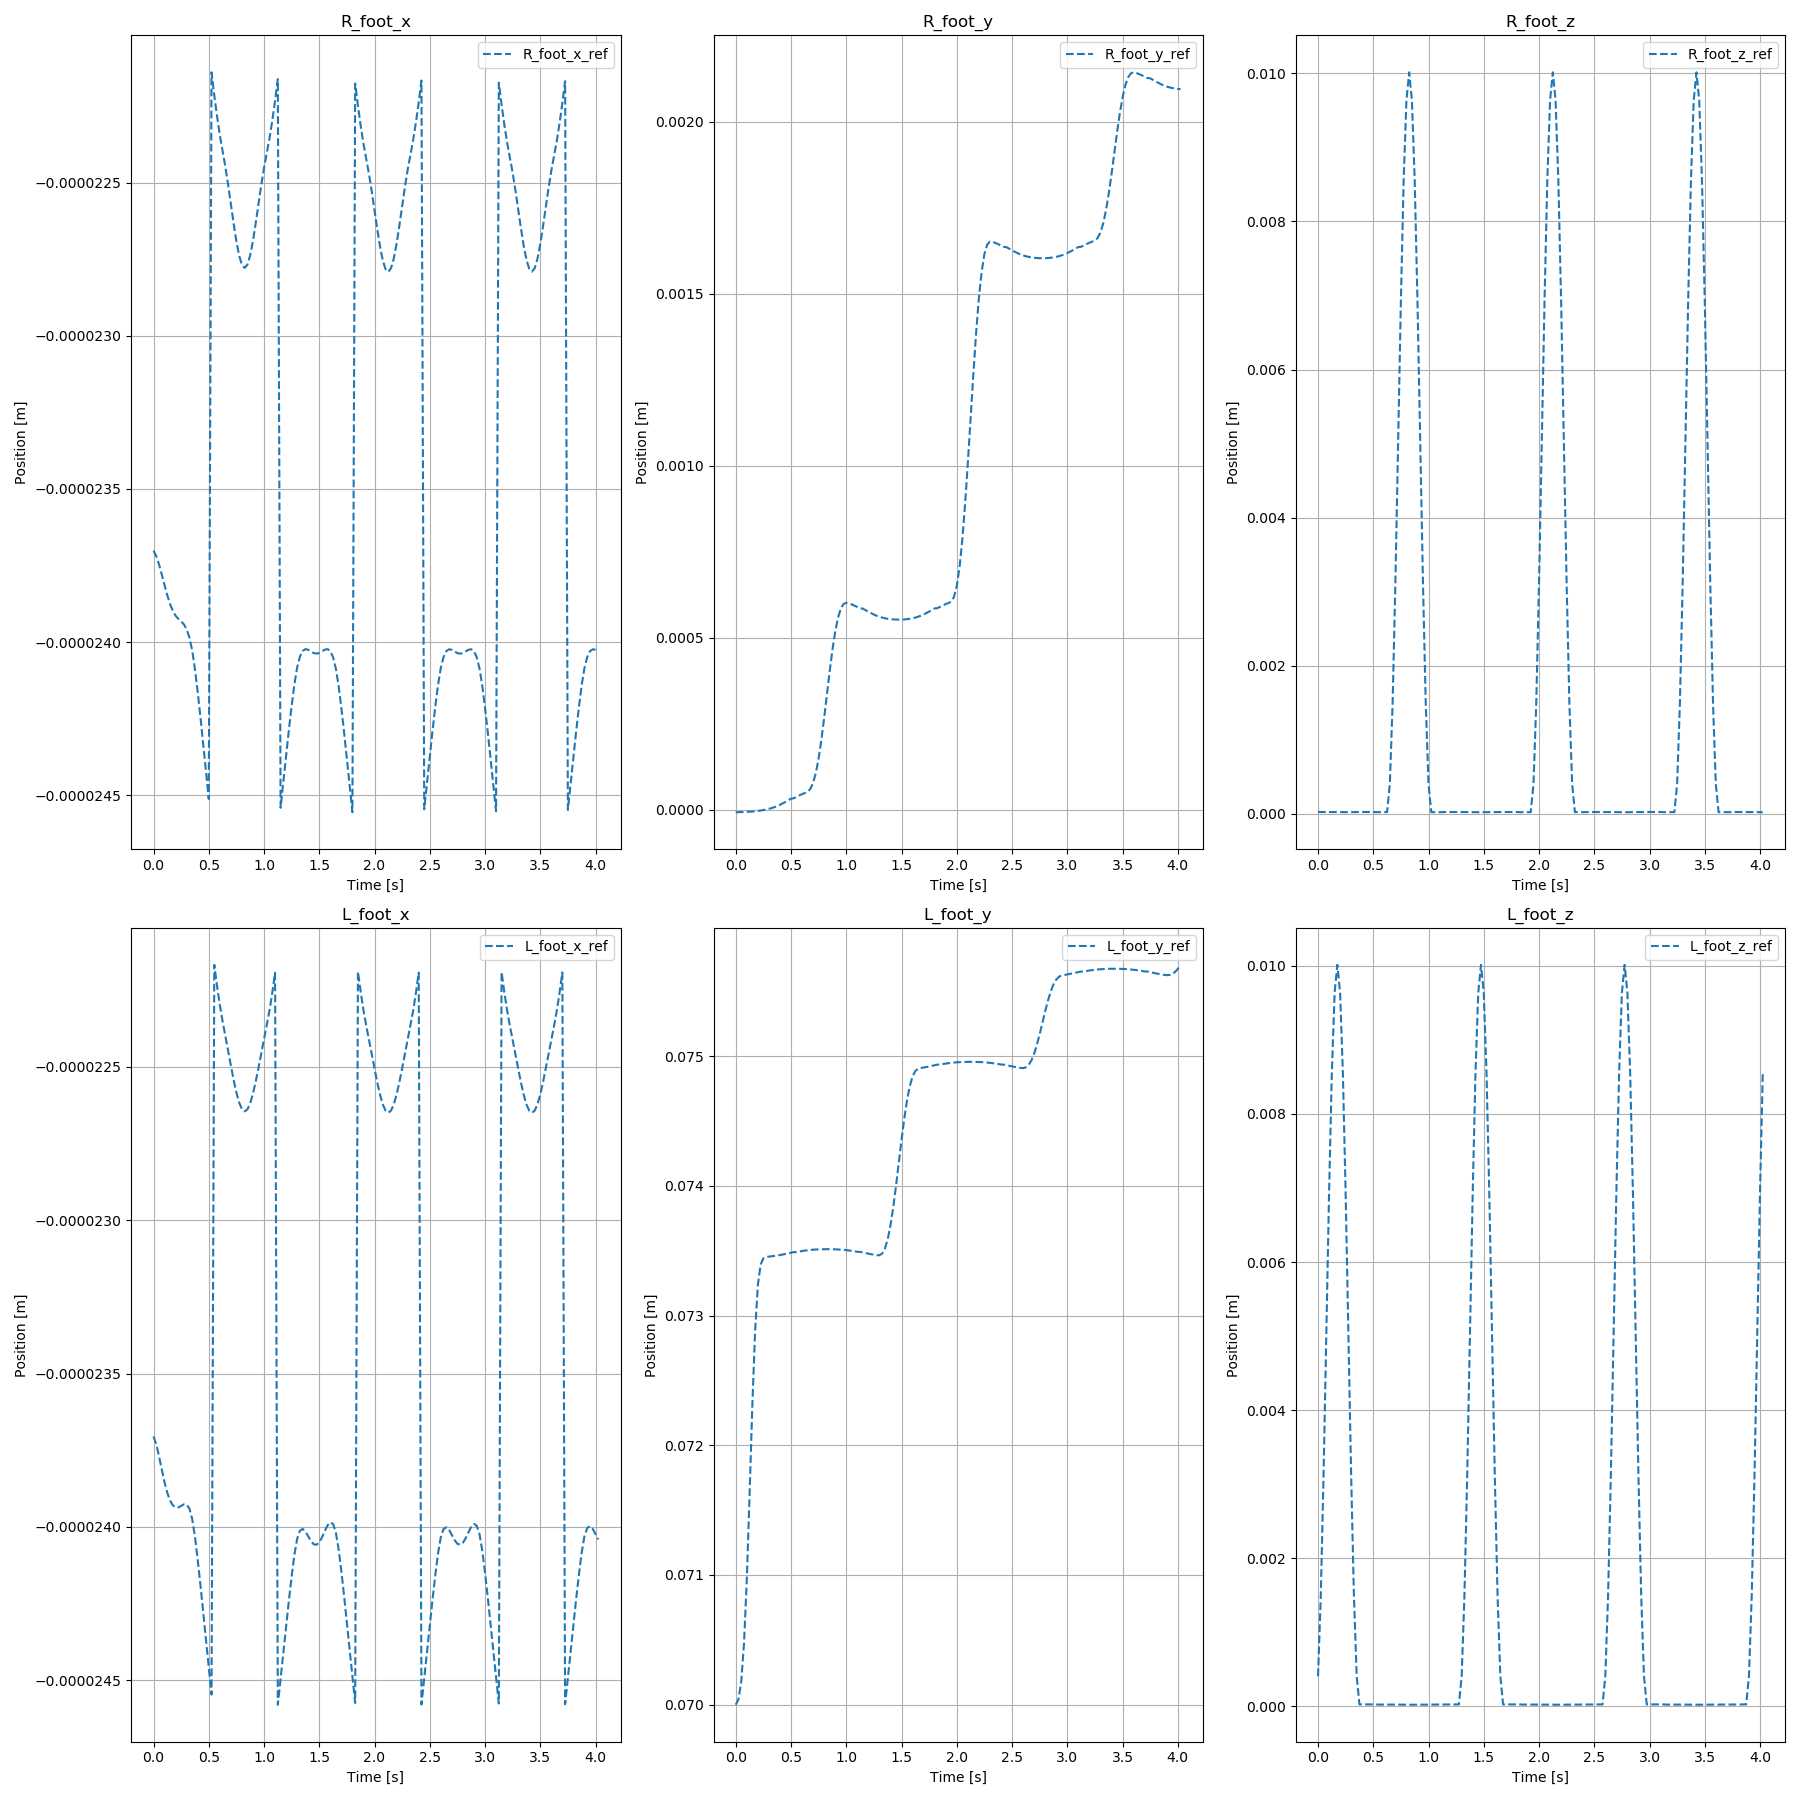 R_foot_x
R_foot_x_ref
−0.0000225
−0.0000230
−0.0000235
−0.0000240
−0.0000245
Position [m]
0.0 0.5 1.0 1.5 2.0 2.5 3.0 3.5 4.0
Time [s]
R_foot_y
R_foot_y_ref
0.0020
0.0015
0.0010
0.0005
0.0000
Position [m]
0.0 0.5 1.0 1.5 2.0 2.5 3.0 3.5 4.0
Time [s]
R_foot_z
R_foot_z_ref
0.010
0.008
0.006
0.004
0.002
0.000
Position [m]
0.0 0.5 1.0 1.5 2.0 2.5 3.0 3.5 4.0
Time [s]
L_foot_x
L_foot_x_ref
−0.0000225
−0.0000230
−0.0000235
−0.0000240
−0.0000245
Position [m]
0.0 0.5 1.0 1.5 2.0 2.5 3.0 3.5 4.0
Time [s]
L_foot_y
L_foot_y_ref
0.075
0.074
0.073
0.072
0.071
0.070
Position [m]
0.0 0.5 1.0 1.5 2.0 2.5 3.0 3.5 4.0
Time [s]
L_foot_z
L_foot_z_ref
0.010
0.008
0.006
0.004
0.002
0.000
Position [m]
0.0 0.5 1.0 1.5 2.0 2.5 3.0 3.5 4.0
Time [s]